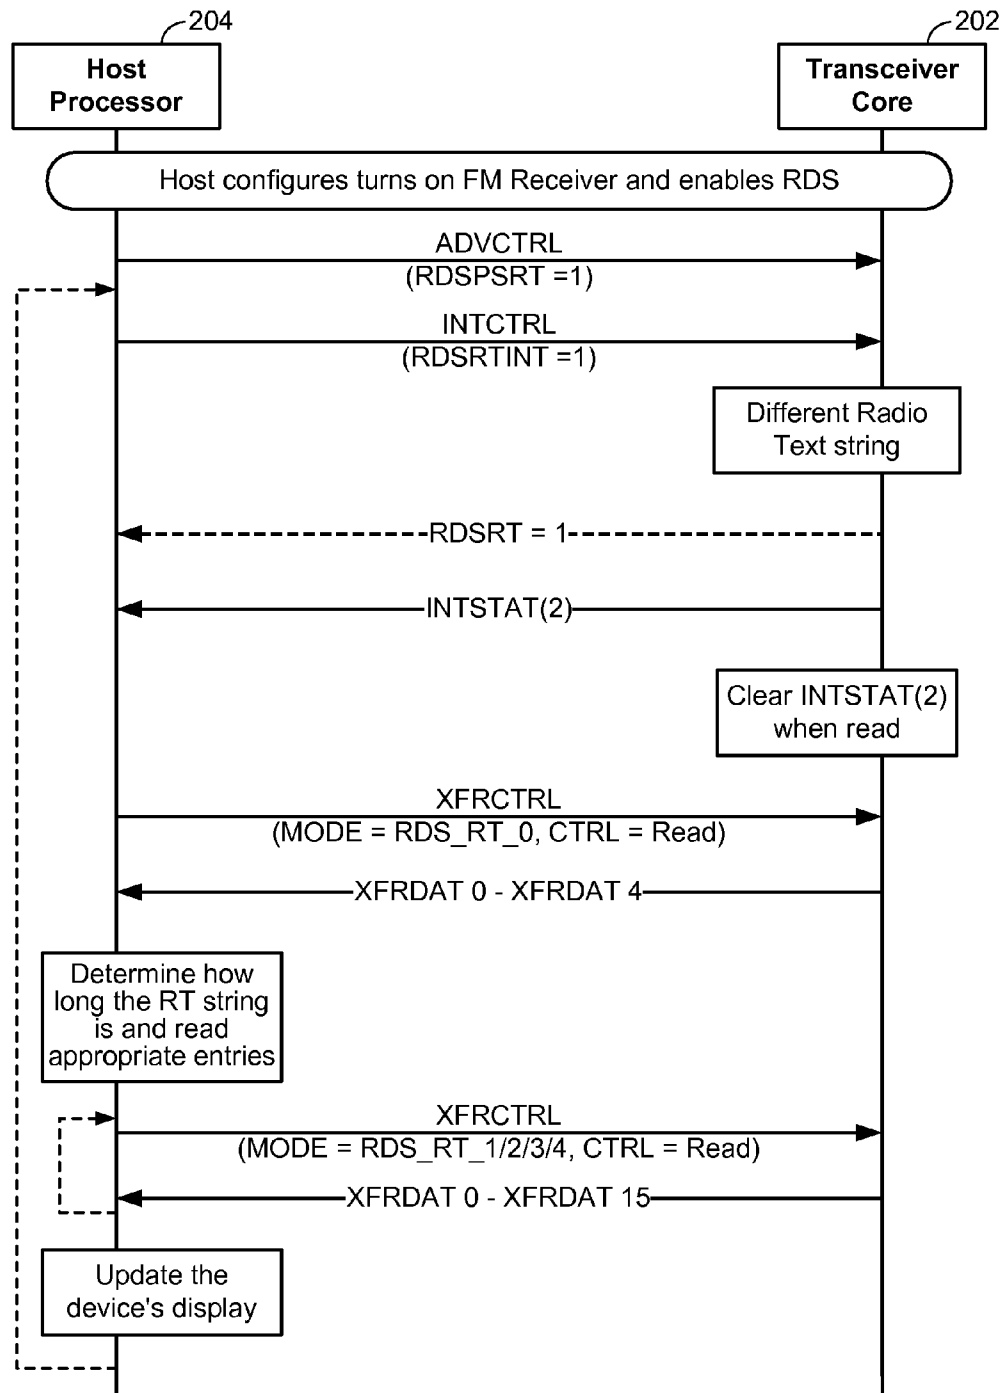 204
202
Host
Processor
Transceiver
Core
Host configures turns on FM Receiver and enables RDS
ADVCTRL
(RDSPSRT =1)
INTCTRL
(RDSRTINT =1)
Different Radio
Text string
RDSRT = 1
INTSTAT(2)
Clear INTSTAT(2)
when read
XFRCTRL
(MODE = RDS_RT_0, CTRL = Read)
XFRDAT 0 - XFRDAT 4
Determine how
long the RT string
is and read
appropriate entries
XFRCTRL
(MODE = RDS_RT_1/2/3/4, CTRL = Read)
XFRDAT 0 - XFRDAT 15
Update the
device's display